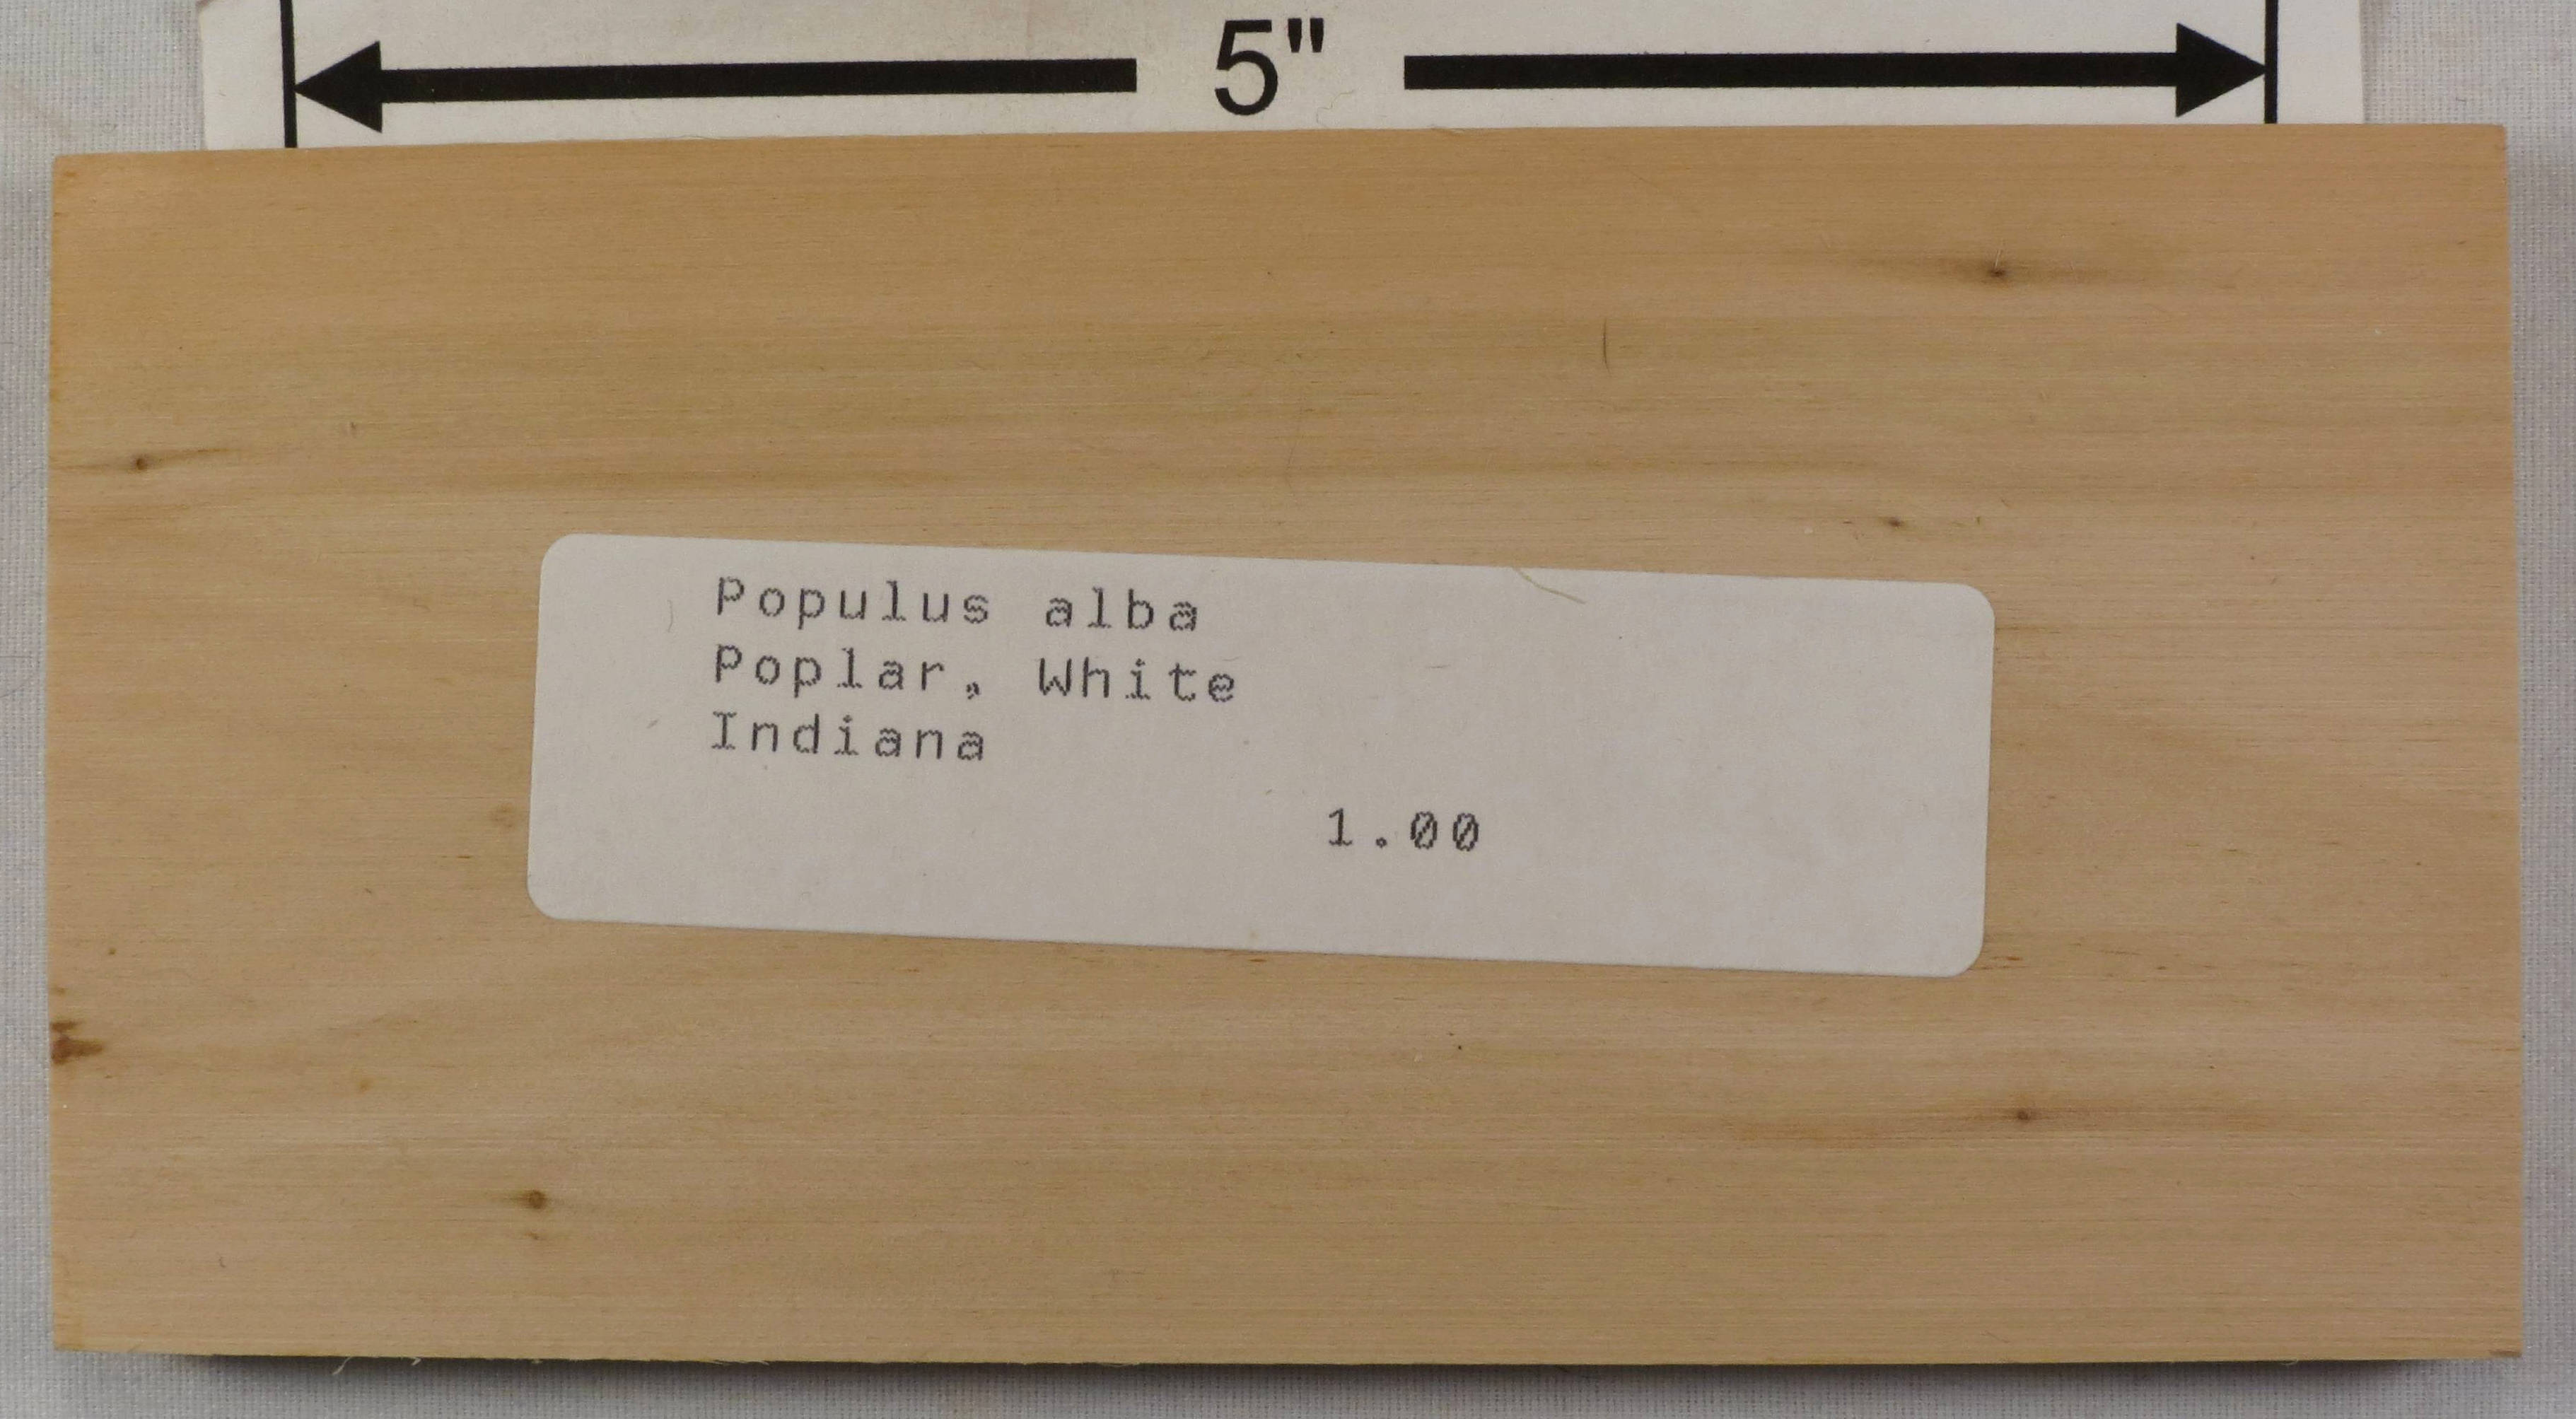 5"
Populus alba
Poplar, White
Indiana
1.00